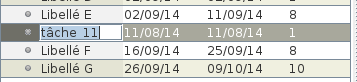 Libellé E 02/09/14 11/09/14 8
tâche 11 11/08/14 11/08/14 1
Libellé F 16/09/14 25/09/14 8
Libellé G 26/09/14 09/10/14 10